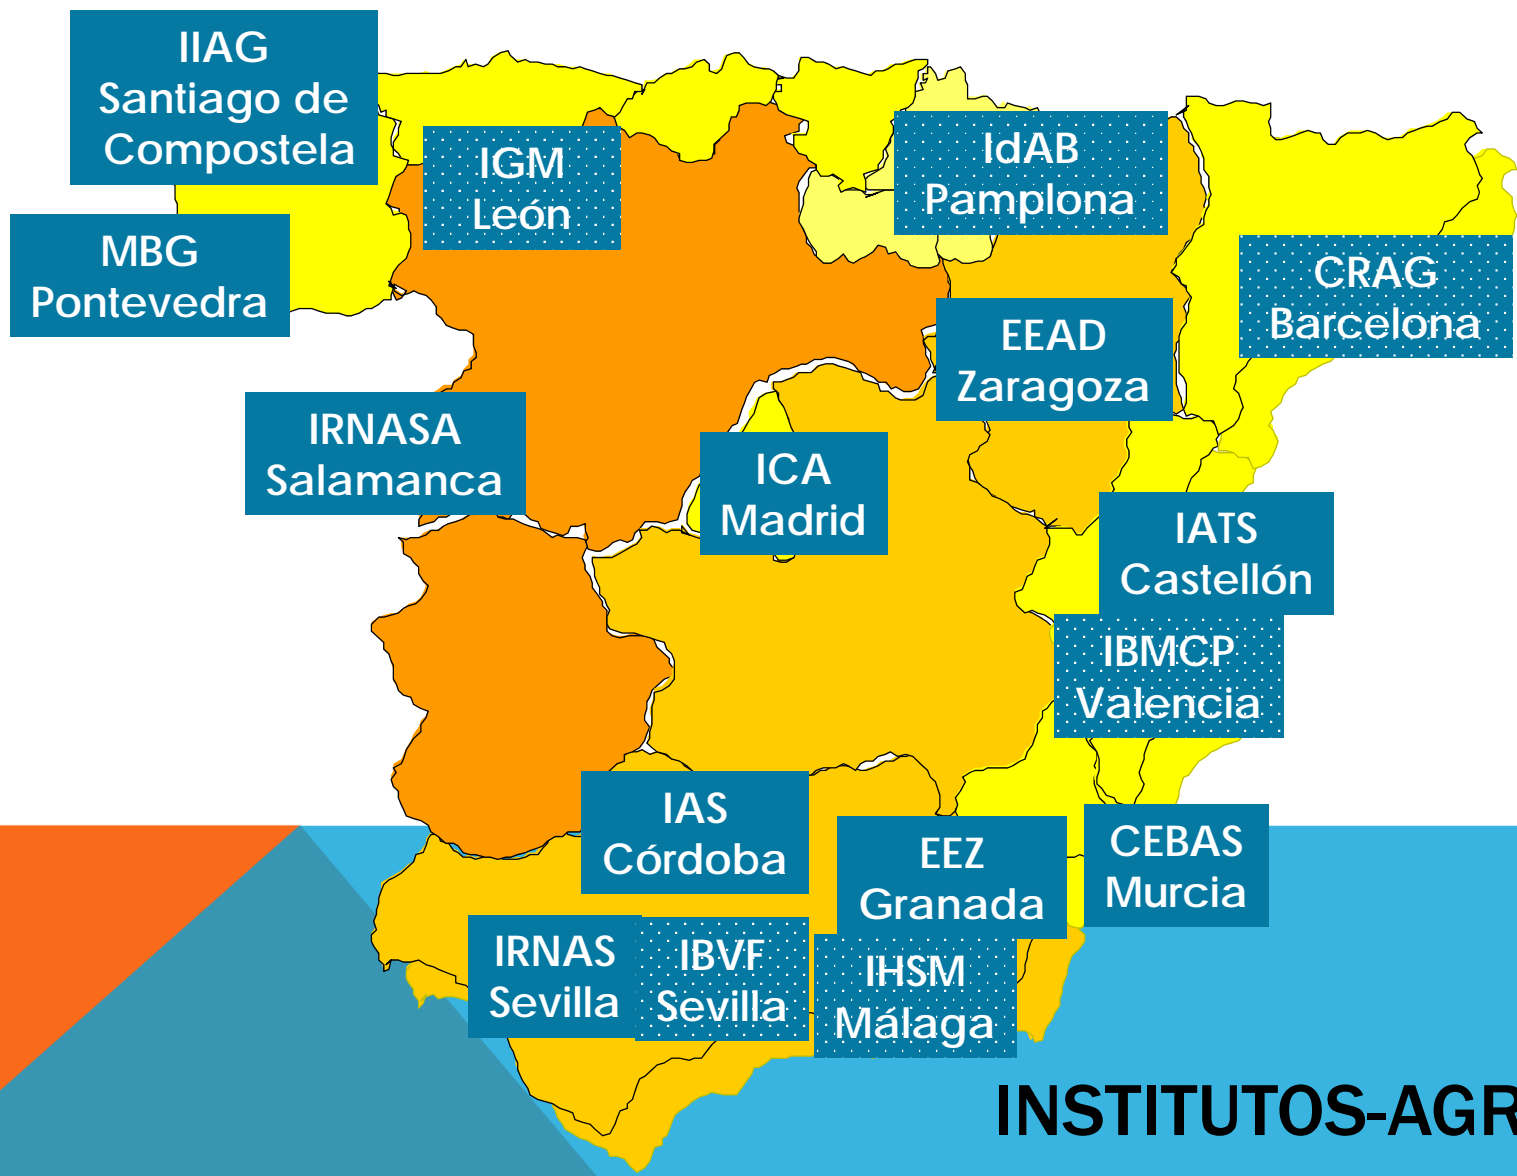 IIAG
Santiago de
Compostela
IGM
León
IdAB
Pamplona
MBG
Pontevedra
CRAG
Barcelona
EEAD
Zaragoza
IRNASA
Salamanca
ICA
Madrid
IATS
Castellón
IBMCP
Valencia
IAS
Córdoba
EEZ
Granada
CEBAS
Murcia
IRNAS
Sevilla
IBVF
Sevilla
IHSM
Málaga
INSTITUTOS-AGR